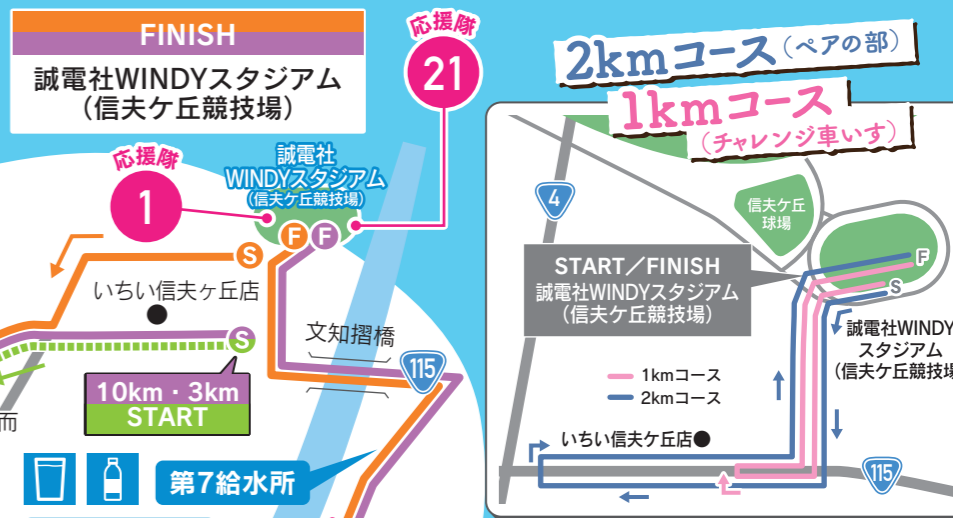 FINISH
誠電社WINDYスタジアム
(信夫ケ丘競技場)
応援隊
21
応援隊
1
誠電社
WINDYスタジアム
(信夫ケ丘競技場)
F
F
S
いちい信夫ヶ丘店
S
文知摺橋
115
10km・3km
START
第7給水所
2kmコース(ペアの部)
1kmコース
(チャレンジ車いす)
4
信夫ケ丘
球場
START/FINISH
誠電社WINDYスタジアム
(信夫ケ丘競技場)
F
S
誠電社WINDY
スタジアム
(信夫ケ丘競技場
1kmコース
2kmコース
いちい信夫ケ丘店
115